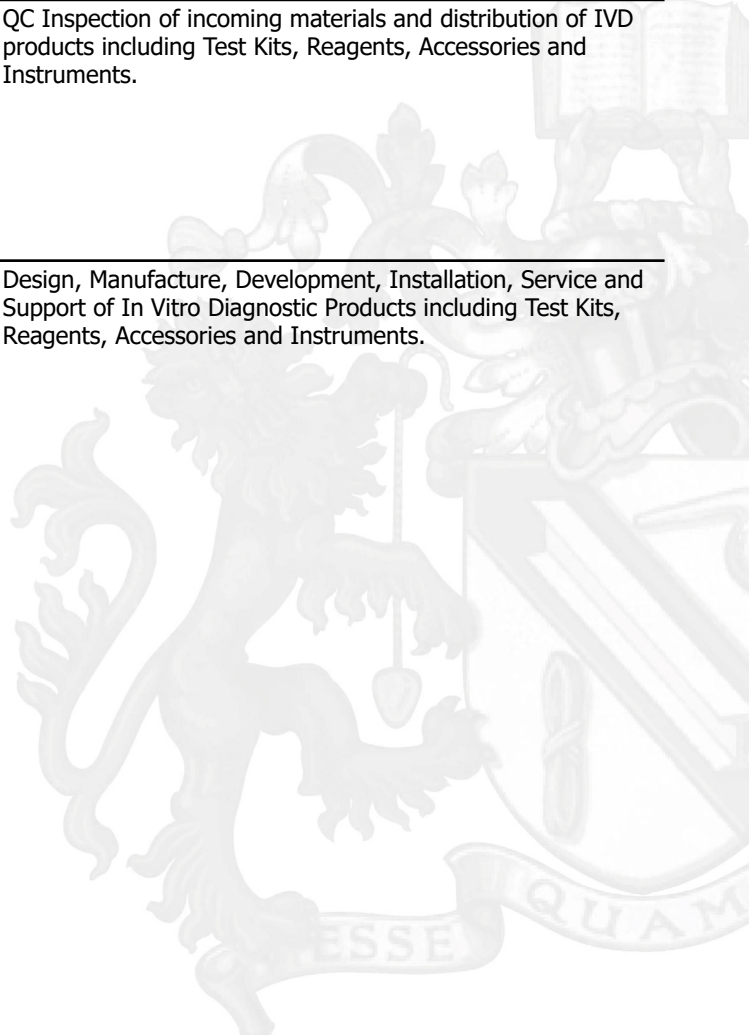 QC Inspection of incoming materials and distribution of IVD
products including Test Kits, Reagents, Accessories and
Instruments.
Design, Manufacture, Development, Installation, Service and
Support of In Vitro Diagnostic Products including Test Kits,
Reagents, Accessories and Instruments.
ESSE QUAM